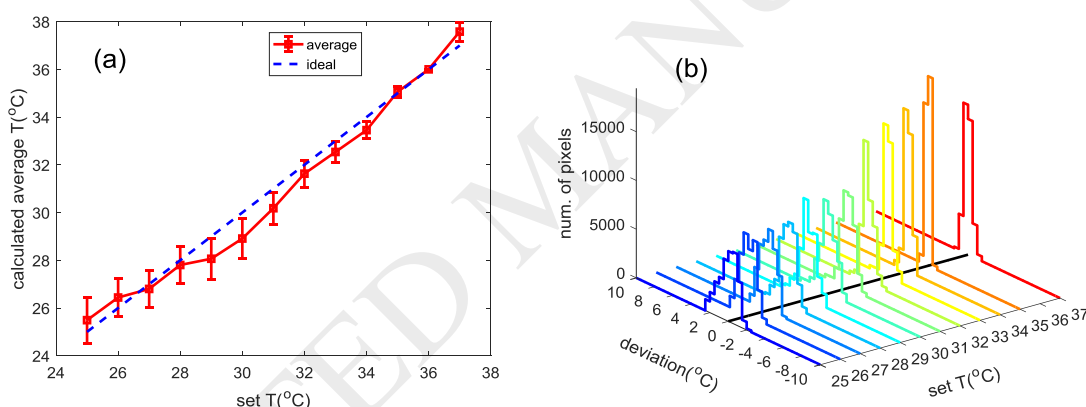 TED MANU
(a)
average
ideal
38
36
34
32
30
28
26
24
24 26 28 30 32 34 36 38
calculated average T(°C)
set T(°C)
(b)
num. of pixels
15000
10000
5000
0
10 8 6 4 2 0 -2 -4 -6 -8 -10
deviation(°C)
25 26 27 28 29 30 31 32 33 34 35 36 37
set T(°C)